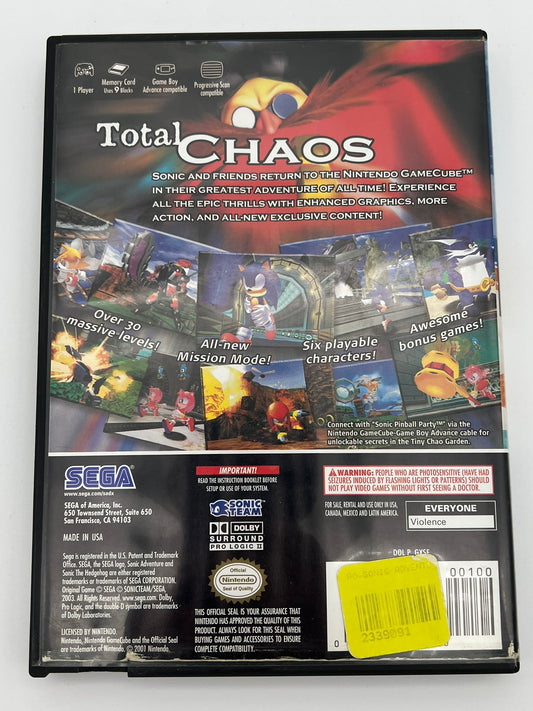 1 Player
Memory Card
Uses 9 Blocks
Game Boy
Advance compatible
Progressive Scan
compatible
Total CHAOS
SONIC AND FRIENDS RETURN TO THE NINTENDO GAMECUBE™
IN THEIR GREATEST ADVENTURE OF ALL TIME! EXPERIENCE
ALL THE EPIC THRILLS WITH ENHANCED GRAPHICS, MORE
ACTION, AND ALL-NEW EXCLUSIVE CONTENT!
Over 30
massive levels!
All-new
Mission Mode!
Six playable
characters!
Awesome
bonus games!
Connect with "Sonic Pinball Party™" via the
Nintendo GameCube-Game Boy Advance cable for
unlockable secrets in the Tiny Chao Garden.
SEGA
www.sega.com/sadx
SEGA of America, Inc.
650 Townsend Street, Suite 650
San Francisco, CA 94103
MADE IN USA
Sega is registered in the U.S. Patent and Trademark
Office. SEGA, the SEGA logo, Sonic Adventure and
Sonic The Hedgehog are either registered
trademarks or trademarks of SEGA CORPORATION.
Original Game © SEGA © SONICTEAM/SEGA,
2003. All Rights Reserved. www.sega.com. Dolby,
Pro Logic, and the double-D symbol are trademarks
of Dolby Laboratories.
LICENSED BY NINTENDO
Nintendo, Nintendo GameCube and the Official Seal
are trademarks of Nintendo. © 2001 Nintendo.
IMPORTANT!
READ THE INSTRUCTION BOOKLET BEFORE
SETUP OR USE OF YOUR SYSTEM.
SONIC
TEAM
DOLBY
SURROUND
PRO LOGIC II
Official
Nintendo
Seal of Quality
THIS OFFICIAL SEAL IS YOUR ASSURANCE THAT
NINTENDO HAS APPROVED THE QUALITY OF THIS
PRODUCT. ALWAYS LOOK FOR THIS SEAL WHEN
BUYING GAMES AND ACCESSORIES TO ENSURE
COMPLETE COMPATIBILITY.
WARNING: PEOPLE WHO ARE PHOTOSENSITIVE (HAVE HAD
SEIZURES INDUCED BY FLASHING LIGHTS OR PATTERNS) SHOULD
NOT PLAY VIDEO GAMES WITHOUT FIRST SEEING A DOCTOR.
FOR SALE, RENTAL AND USE ONLY IN USA,
CANADA, MEXICO AND LATIN AMERICA.
EVERYONE
Violence
00100
0
2339091